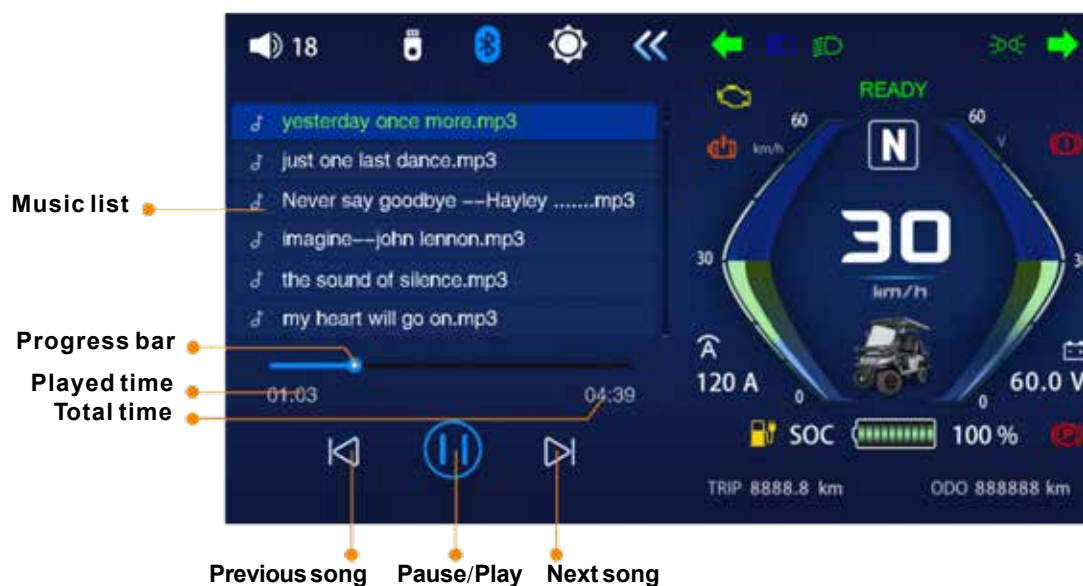 18
READY
60
60
km/h
N
V
yesterday once more.mp3
just one last dance.mp3
Never say goodbye −−Hayley .......mp3
imagine−−john lennon.mp3
the sound of silence.mp3
my heart will go on.mp3
Music list
30
30
km/h
Progress bar
Played time
Total time
01:03
04:39
A
120 A
0
0
60.0 V
SOC
100 %
P
TRIP 8888.8 km
ODO 888888 km
Previous song
Pause/Play
Next song